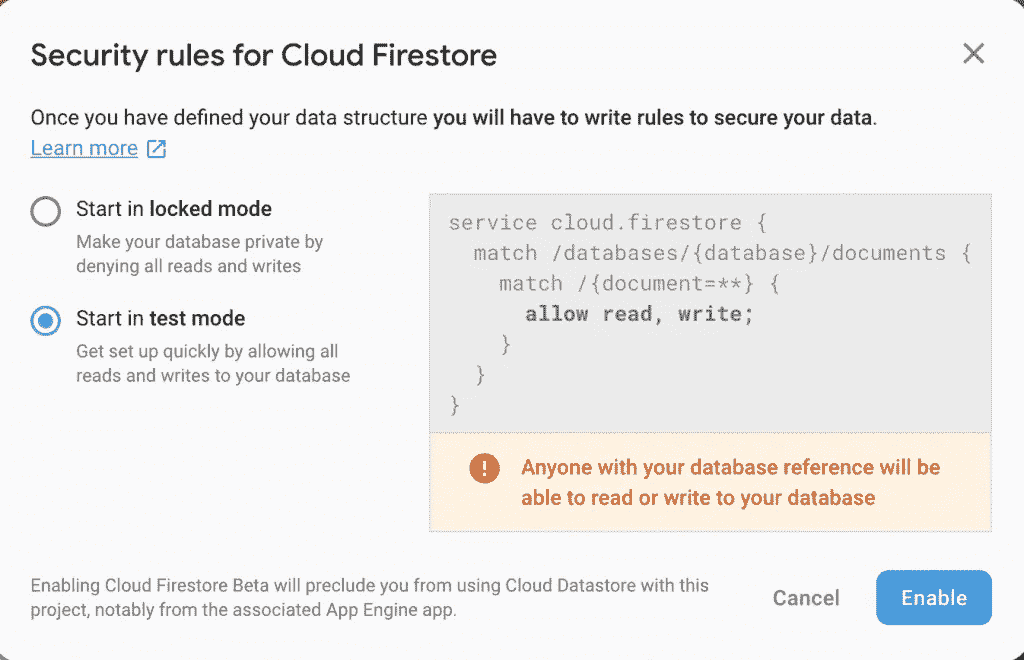 Security rules for Cloud Firestore
Once you have defined your data structure you will have to write rules to secure your data.
Learn more
Start in locked mode
Make your database private by
denying all reads and writes
Start in test mode
Get set up quickly by allowing all
reads and writes to your database
service cloud.firestore {
match /databases/{database}/documents {
match /{document=**} {
allow read, write;
}
}
}
Anyone with your database reference will be
able to read or write to your database
Enabling Cloud Firestore Beta will preclude you from using Cloud Datastore with this
project, notably from the associated App Engine app.
Cancel
Enable